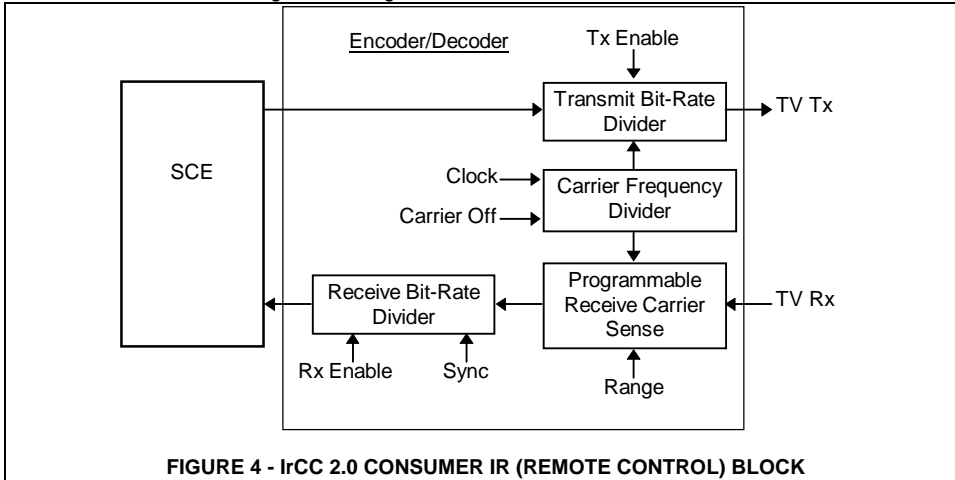 Encoder/Decoder
Tx Enable
Transmit Bit-Rate
Divider
TV Tx
SCE
Clock
Carrier Off
Carrier Frequency
Divider
Receive Bit-Rate
Divider
Programmable
Receive Carrier
Sense
TV Rx
Rx Enable
Sync
Range
FIGURE 4 - IrCC 2.0 CONSUMER IR (REMOTE CONTROL) BLOCK